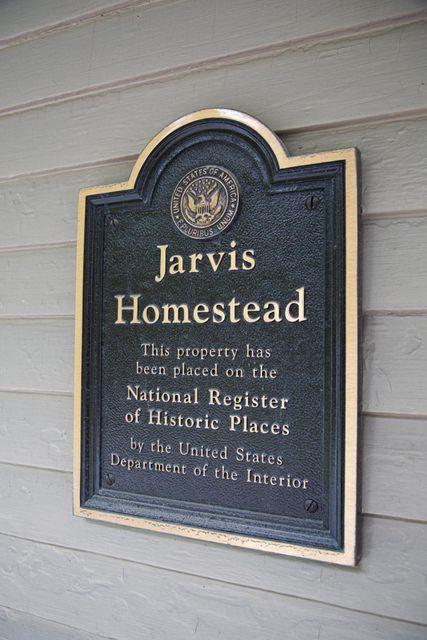 UNITED STATES OF AMERICA
E PLURIBUS UNUM
Jarvis
Homestead
This property has
been placed on the
National Register
of Historic Places
by the United States
Department of the Interior